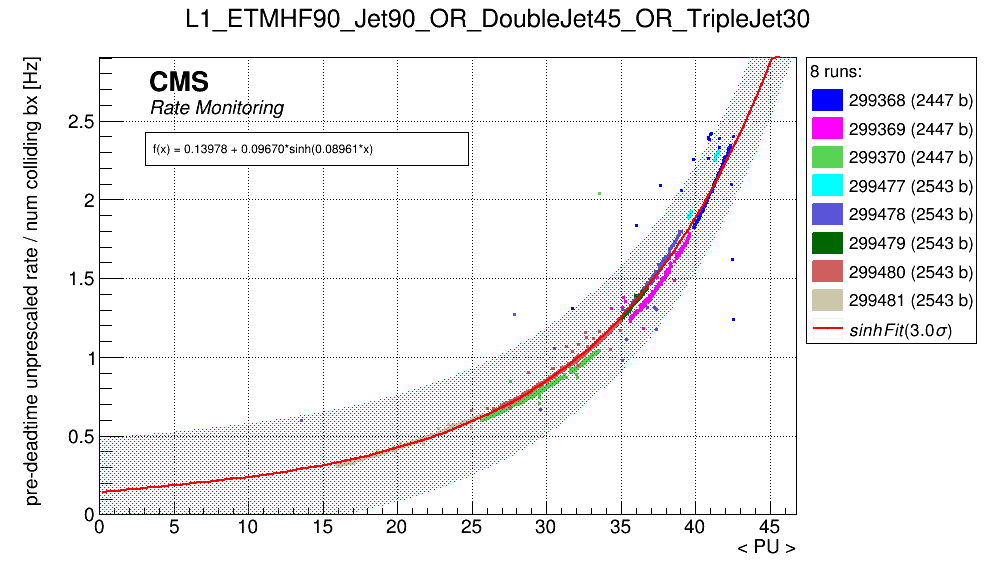 L1_ETMHF90_Jet90_OR_DoubleJet45_OR_TripleJet30
pre-deadtime unprescaled rate / num colliding bx [Hz]
CMS
Rate Monitoring
f(x) = 0.13978 + 0.09670*sinh(0.08961*x)
2.5
2
1.5
1
0.5
0
0 5 10 15 20 25 30 35 40 45
< PU >
8 runs:
299368 (2447 b)
299369 (2447 b)
299370 (2447 b)
299477 (2543 b)
299478 (2543 b)
299479 (2543 b)
299480 (2543 b)
299481 (2543 b)
sinhFit(3.0σ)